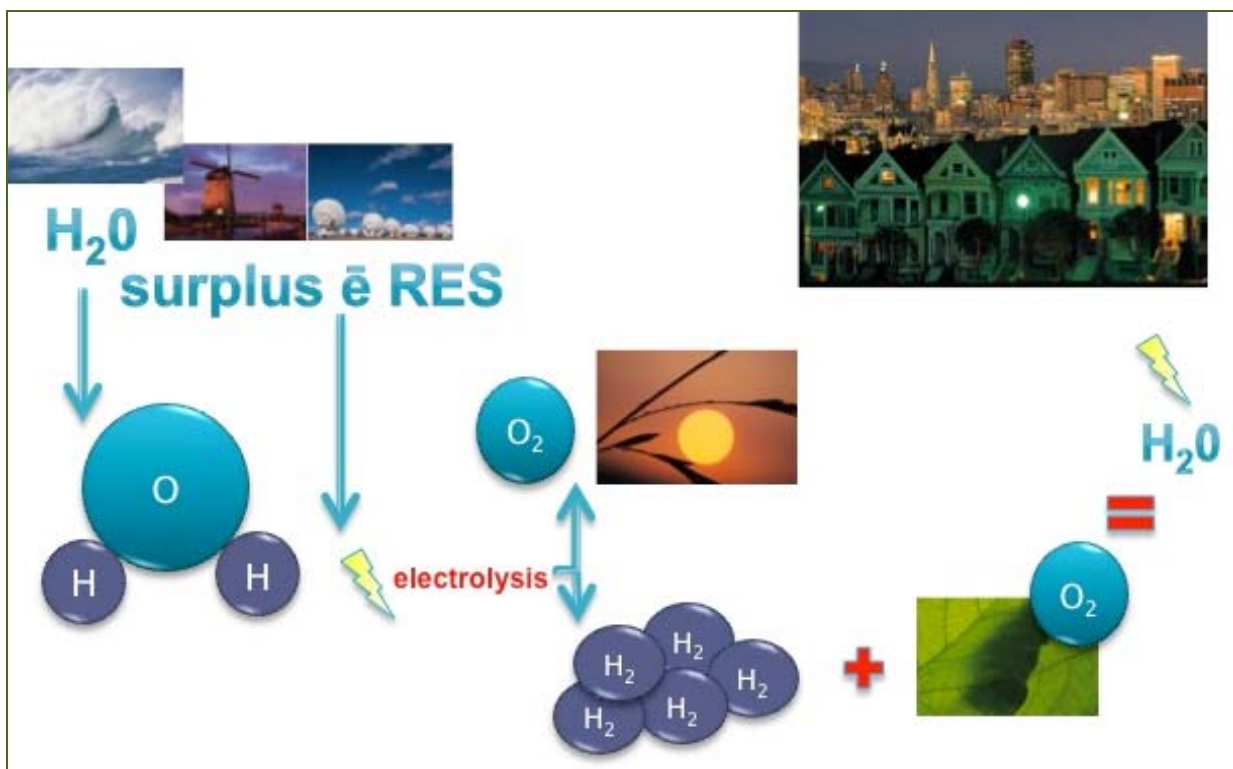 H₂0
surplus ē RES
O
H
H
electrolysis
O₂
H₂
H₂
H₂
H₂
H₂
+
O₂
=
H₂0